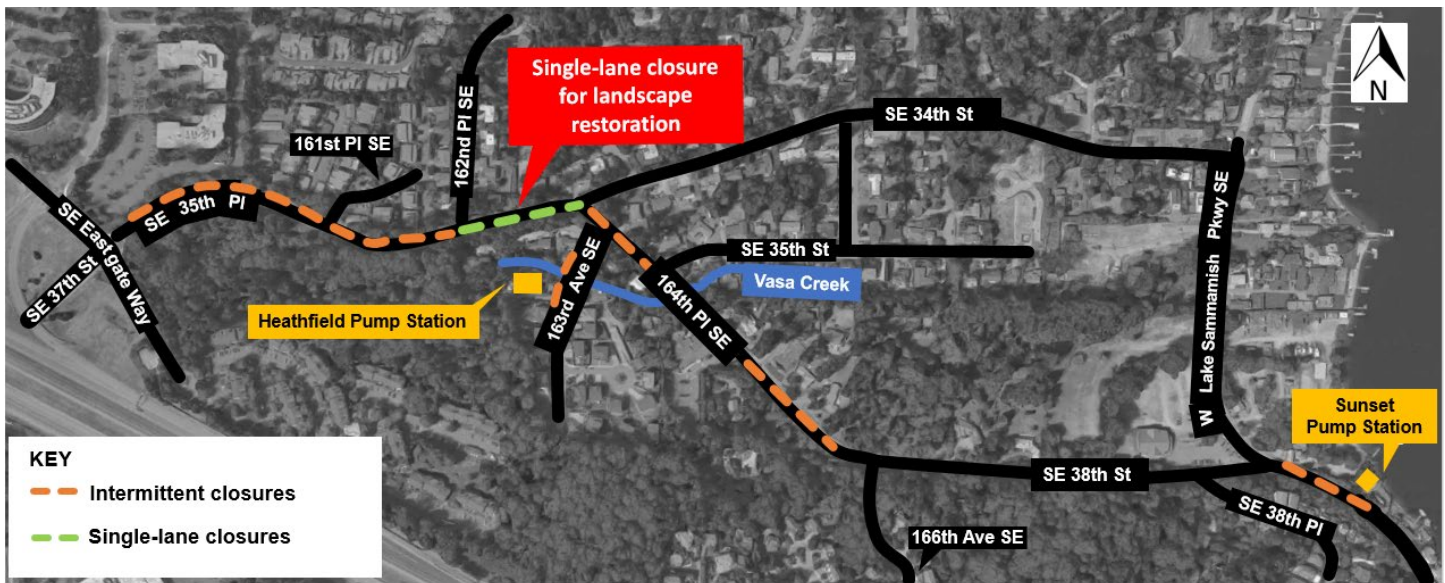 Single-lane closure
for landscape
restoration
N
SE 34th St
161st Pl SE
162nd Pl SE
SE 35th Pl
SE Eastgate Way
SE 37th St
163rd Ave SE
SE 35th St
164th Pl SE
Vasa Creek
Heathfield Pump Station
W Lake Sammamish Pkwy SE
Sunset
Pump Station
SE 38th St
SE 38th Pl
166th Ave SE
KEY
Intermittent closures
Single-lane closures